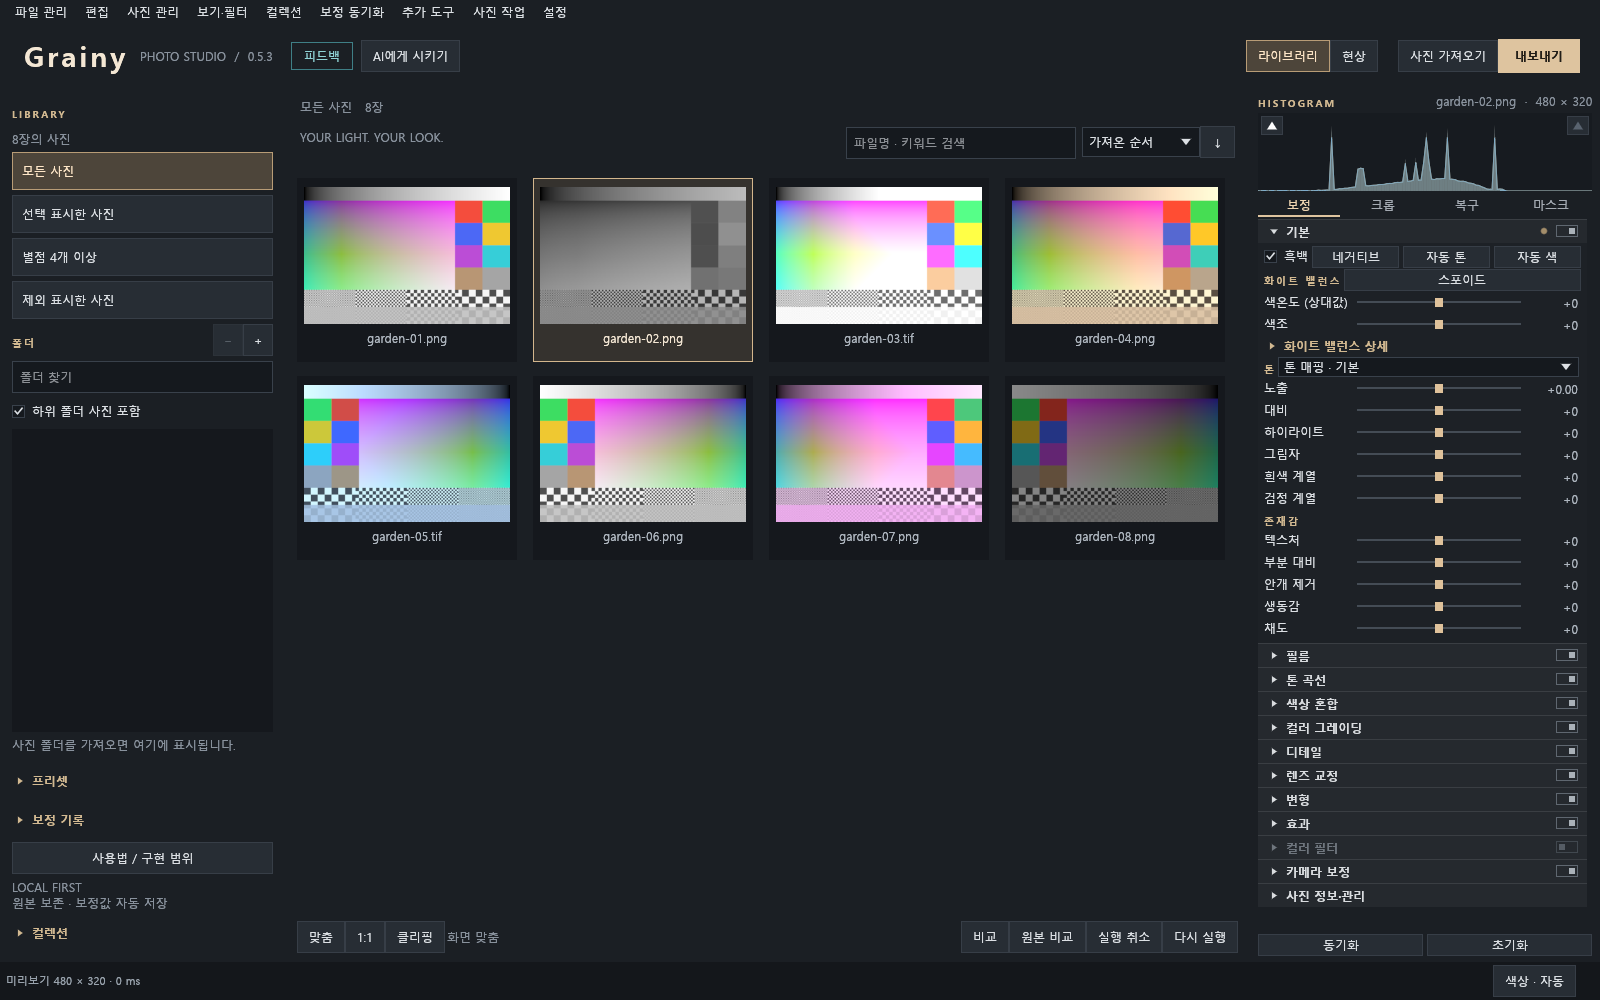 파일 관리 편집 사진 관리 보기·필터 컬렉션 보정 동기화 추가 도구 사진 작업 설정
Grainy PHOTO STUDIO / 0.5.3 피드백 AI에게 시키기 라이브러리 현상 사진 가져오기 내보내기
LIBRARY
8장의 사진
모든 사진
선택 표시한 사진
별점 4개 이상
제외 표시한 사진
폴더 − +
폴더 찾기
하위 폴더 사진 포함
사진 폴더를 가져오면 여기에 표시됩니다.
프리셋
보정 기록
사용법 / 구현 범위
LOCAL FIRST
원본 보존 · 보정값 자동 저장
컬렉션
모든 사진 8장
YOUR LIGHT. YOUR LOOK.
파일명 · 키워드 검색 가져온 순서 ↓
garden-01.png garden-02.png garden-03.tif garden-04.png
garden-05.tif garden-06.png garden-07.png garden-08.png
맞춤 1:1 클리핑 화면 맞춤 비교 원본 비교 실행 취소 다시 실행
HISTOGRAM garden-02.png · 480 × 320
보정 크롭 복구 마스크
기본
흑백 네거티브 자동 톤 자동 색
화이트 밸런스 스포이드
색온도 (상대값) +0
색조 +0
화이트 밸런스 상세
톤 톤 매핑 · 기본
노출 +0.00
대비 +0
하이라이트 +0
그림자 +0
흰색 계열 +0
검정 계열 +0
존재감
텍스처 +0
부분 대비 +0
안개 제거 +0
생동감 +0
채도 +0
필름
톤 곡선
색상 혼합
컬러 그레이딩
디테일
렌즈 교정
변형
효과
컬러 필터
카메라 보정
사진 정보·관리
동기화 초기화
미리보기 480 × 320 · 0 ms 색상 · 자동